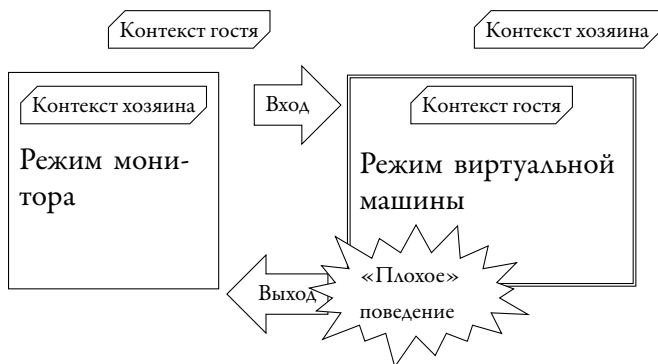 Контекст гостя
Контекст хозяина
Контекст хозяина
Режим мони-
тора
Вход
Контекст гостя
Режим виртуальной
машины
Выход
«Плохое»
поведение